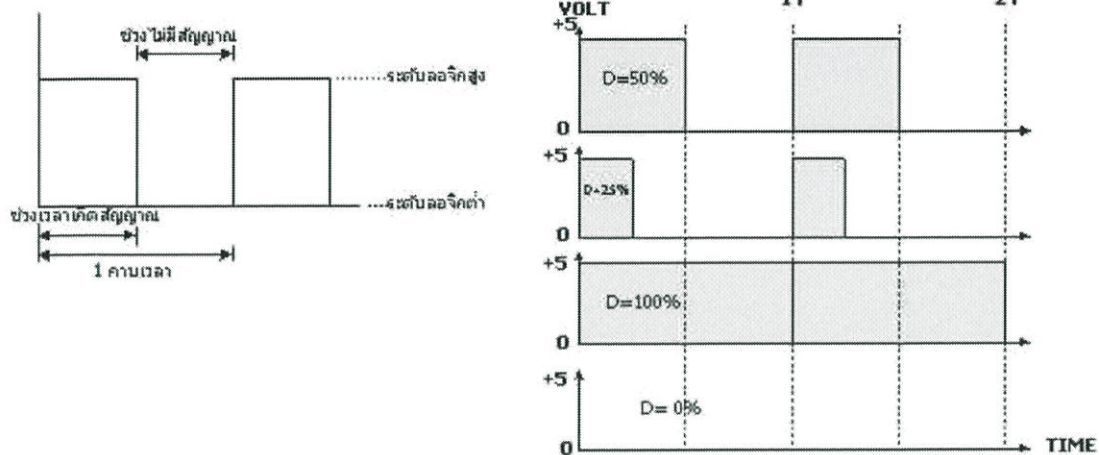 ช่วงไม่มีสัญญาณ
ระดับลอจิกสูง
ระดับลอจิกต่ำ
ช่วงเวลาเกิดสัญญาณ
1 คาบเวลา
VOLT
+5
D=50%
0
+5
D=25%
0
+5
D=100%
0
+5
D= 0%
0
TIME